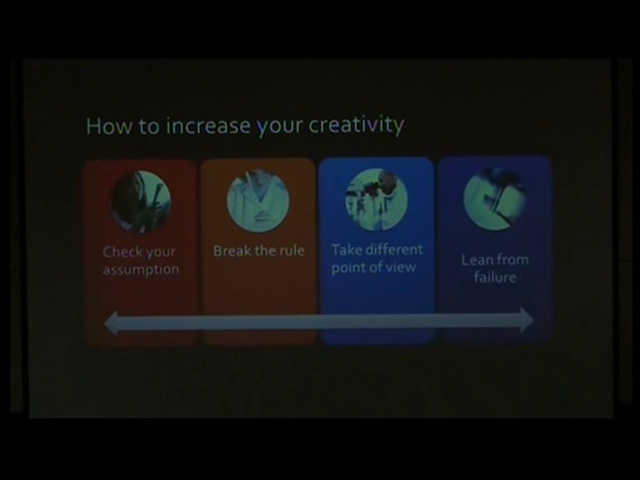 How to increase your creativity
Check your
assumption
Break the rule
Take different
point of view
Lean from
failure